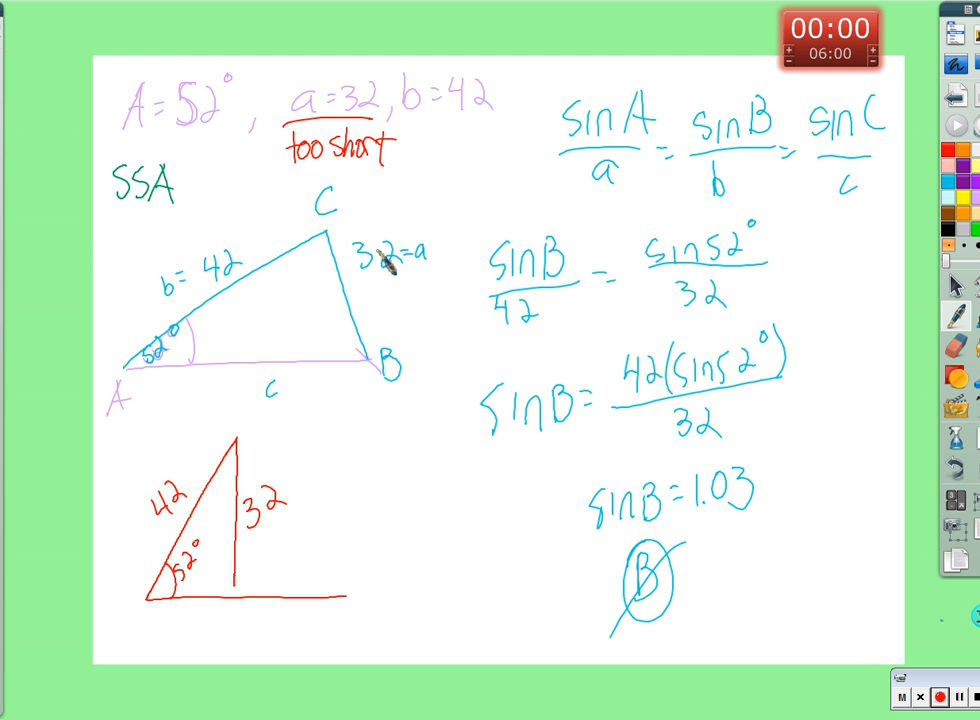 00:00
06:00
A = 52°, a = 32, b = 42
too short
SSA
sin A / a = sin B / b = sin C / c
C
b = 42
32 = a
52°
A
B
c
sin B / 42 = sin 52° / 32
sin B = 42(sin 52°) / 32
sin B = 1.03
B
42
32
52°
M